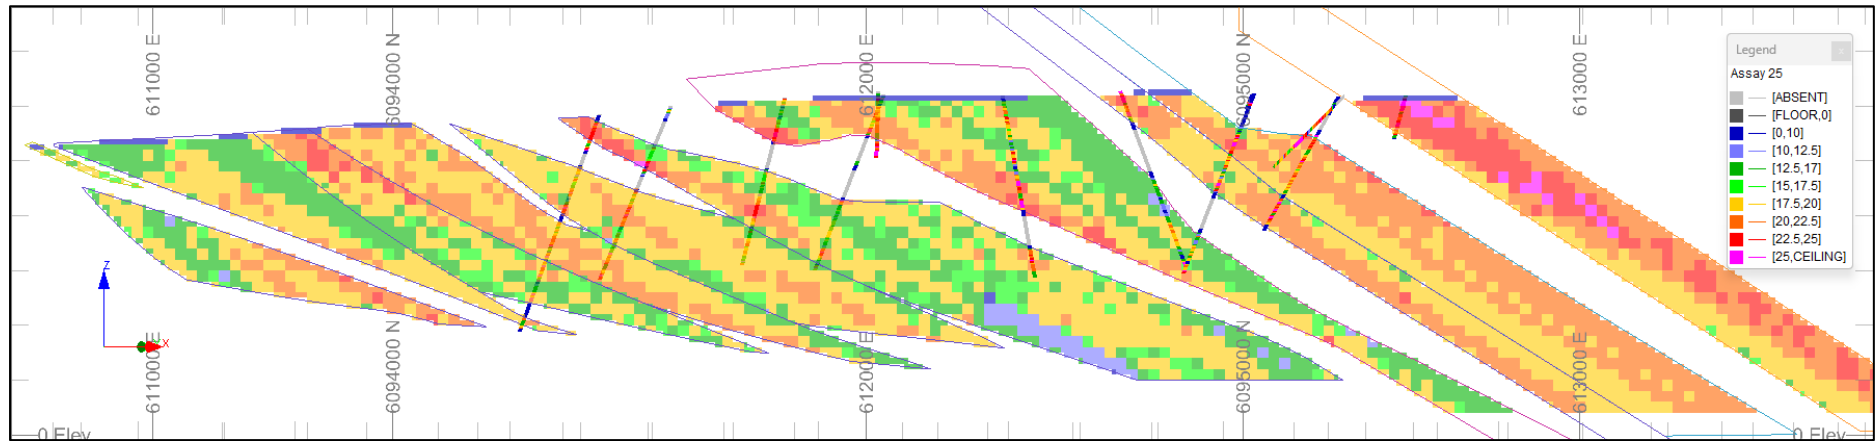 611000 E
6094000 N
612000 E
6095000 N
613000 E
Legend
x
Assay 25
[ABSENT]
[FLOOR,0]
[0,10]
[10,12.5]
[12.5,17]
[15,17.5]
[17.5,20]
[20,22.5]
[22.5,25]
[25,CEILING]
Z
X
611000E
6094000 N
612000 E
6095000 N
613000 E
0 Elev
0 Elev